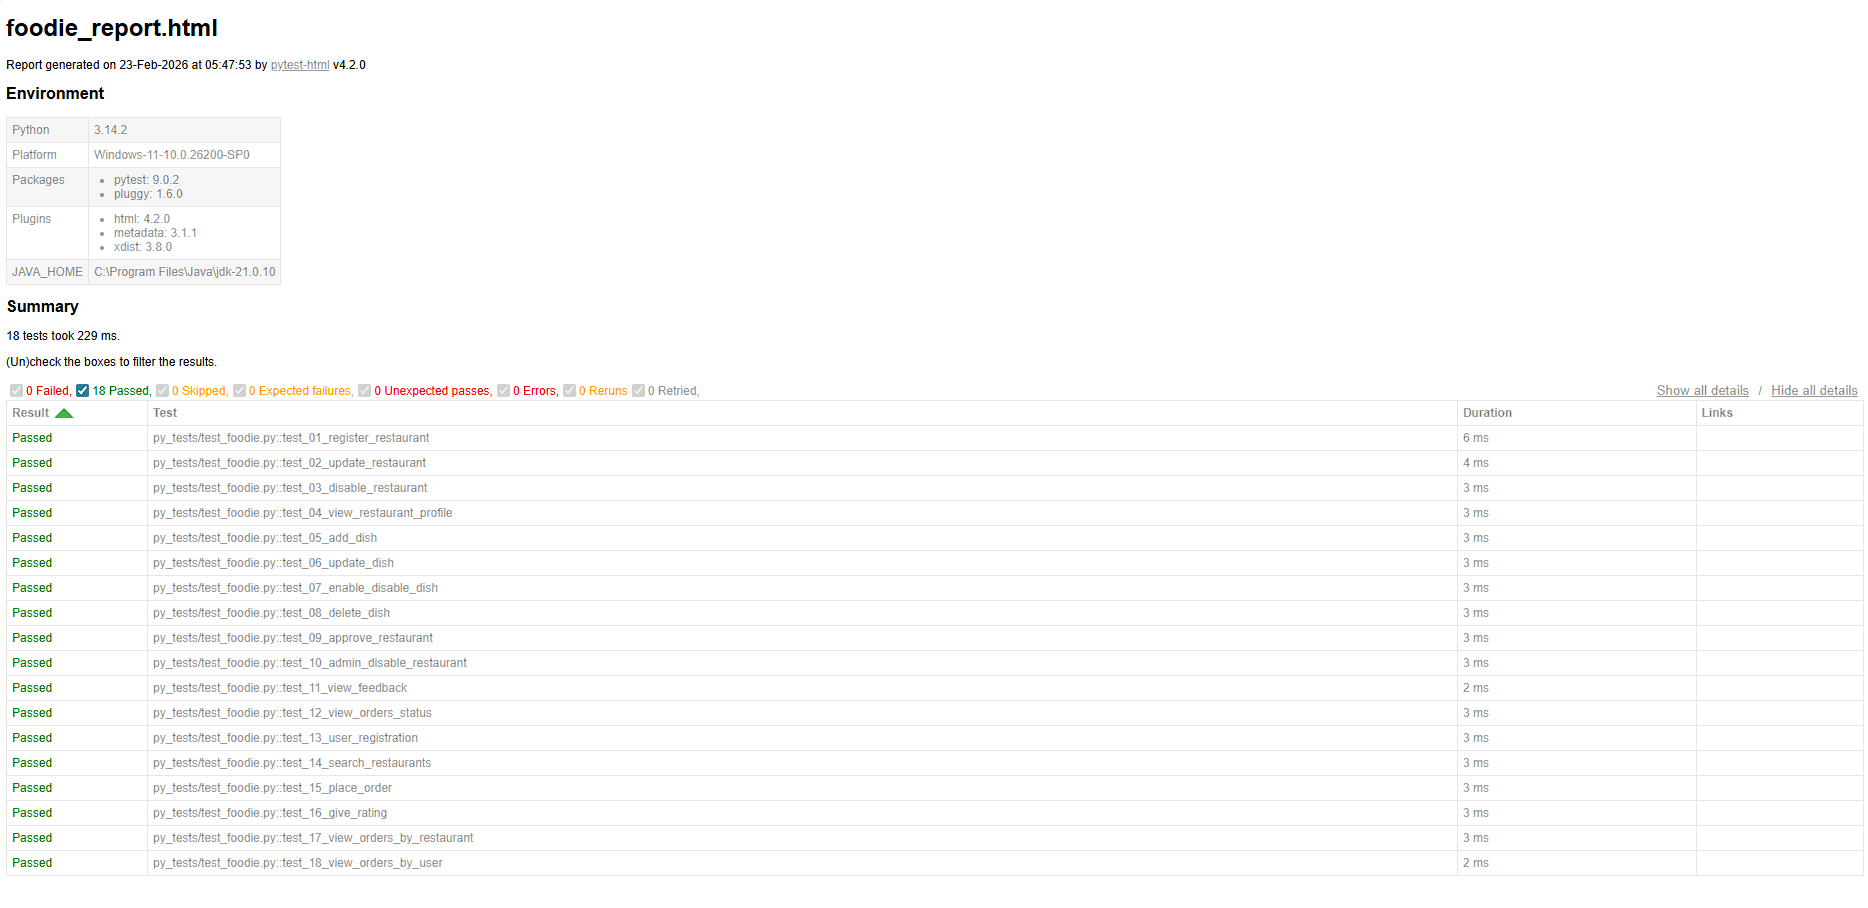 foodie_report.html
Report generated on 23-Feb-2026 at 05:47:53 by pytest-html v4.2.0
Environment
Python 3.14.2
Platform Windows-11-10.0.26200-SP0
Packages
pytest: 9.0.2
pluggy: 1.6.0
Plugins
html: 4.2.0
metadata: 3.1.1
xdist: 3.8.0
JAVA_HOME C:\Program Files\Java\jdk-21.0.10
Summary
18 tests took 229 ms.
(Un)check the boxes to filter the results.
0 Failed, 18 Passed, 0 Skipped, 0 Expected failures, 0 Unexpected passes, 0 Errors, 0 Reruns 0 Retried, Show all details / Hide all details
Result Test Duration Links
Passed py_tests/test_foodie.py::test_01_register_restaurant 6 ms
Passed py_tests/test_foodie.py::test_02_update_restaurant 4 ms
Passed py_tests/test_foodie.py::test_03_disable_restaurant 3 ms
Passed py_tests/test_foodie.py::test_04_view_restaurant_profile 3 ms
Passed py_tests/test_foodie.py::test_05_add_dish 3 ms
Passed py_tests/test_foodie.py::test_06_update_dish 3 ms
Passed py_tests/test_foodie.py::test_07_enable_disable_dish 3 ms
Passed py_tests/test_foodie.py::test_08_delete_dish 3 ms
Passed py_tests/test_foodie.py::test_09_approve_restaurant 3 ms
Passed py_tests/test_foodie.py::test_10_admin_disable_restaurant 3 ms
Passed py_tests/test_foodie.py::test_11_view_feedback 2 ms
Passed py_tests/test_foodie.py::test_12_view_orders_status 3 ms
Passed py_tests/test_foodie.py::test_13_user_registration 3 ms
Passed py_tests/test_foodie.py::test_14_search_restaurants 3 ms
Passed py_tests/test_foodie.py::test_15_place_order 3 ms
Passed py_tests/test_foodie.py::test_16_give_rating 3 ms
Passed py_tests/test_foodie.py::test_17_view_orders_by_restaurant 3 ms
Passed py_tests/test_foodie.py::test_18_view_orders_by_user 2 ms